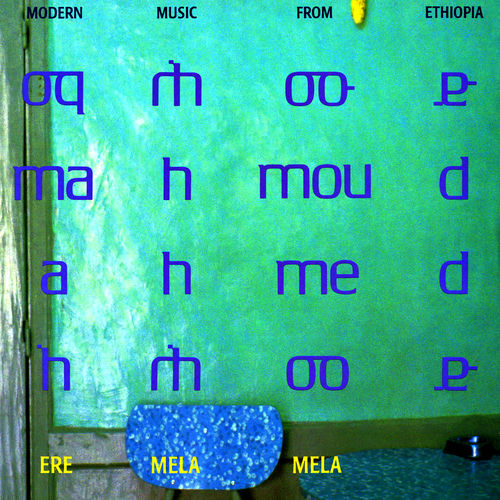 MODERN MUSIC FROM ETHIOPIA
ማ ሕ ሙ ድ
ma h mou d
a h me d
አ ሕ መ ድ
ERE MELA MELA